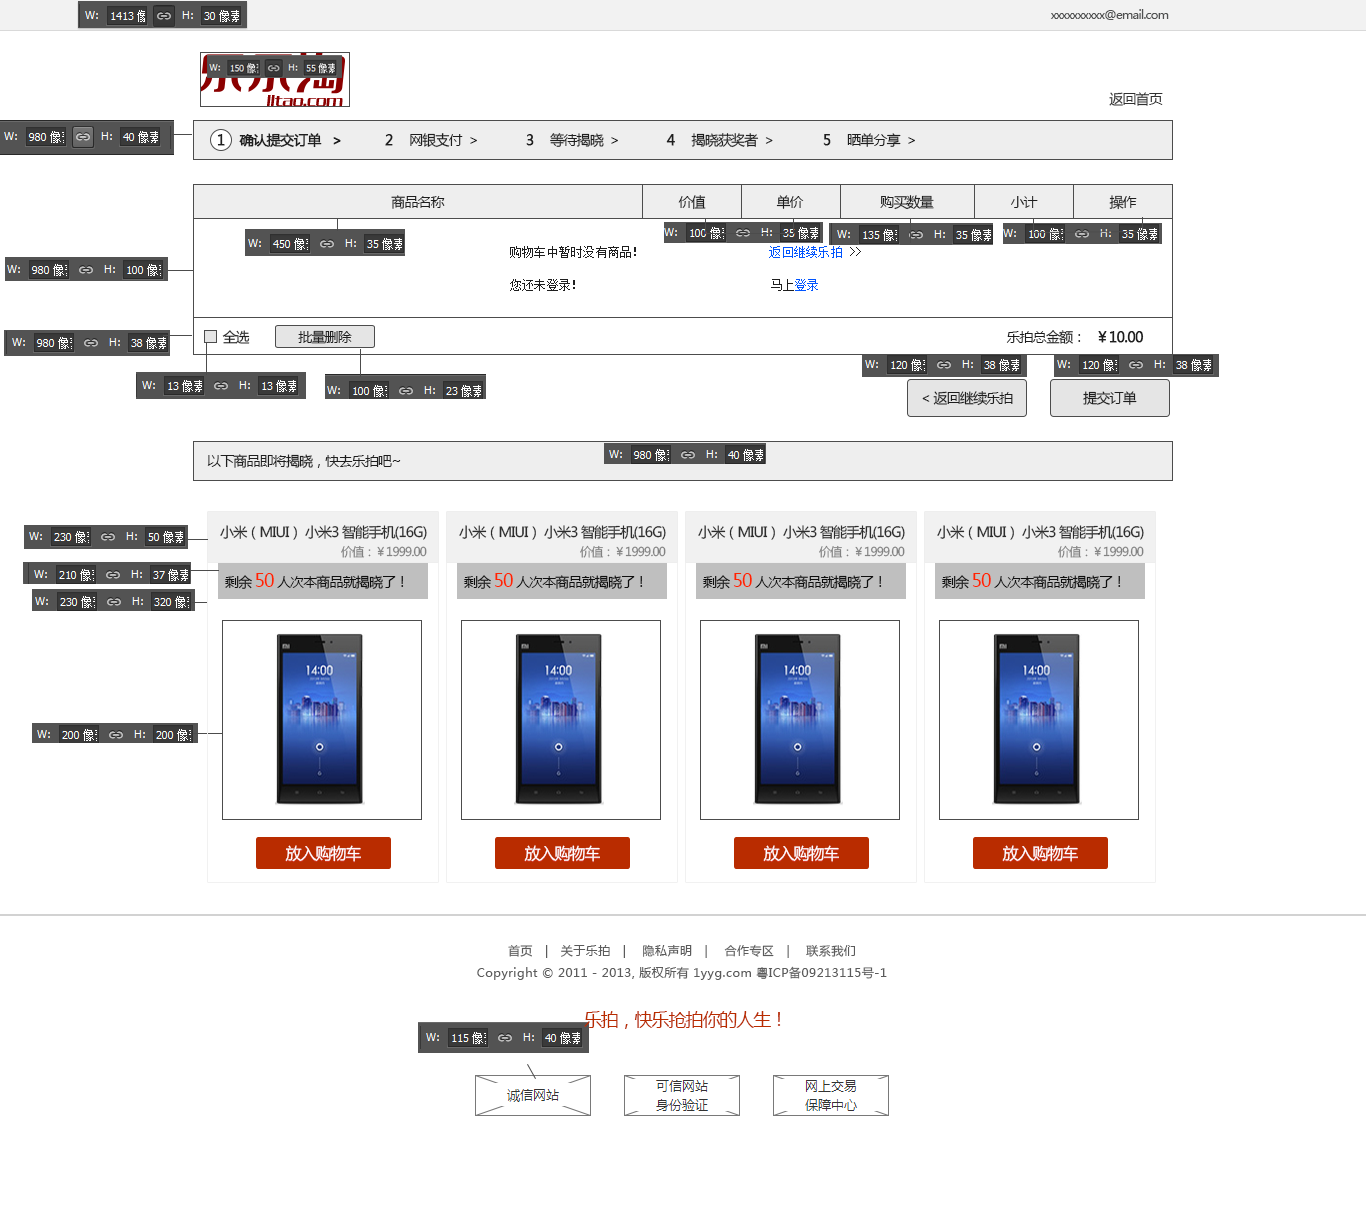 W: 1413 像 H: 30 像素
xxxxxxxxxx@email.com
乐乐淘
W: 150 像 H: 55 像素
lltao.com
返回首页
W: 980 像 H: 40 像素
1 确认提交订单 > 2 网银支付 > 3 等待揭晓 > 4 揭晓获奖者 > 5 晒单分享 >
商品名称 价值 单价 购买数量 小计 操作
W: 450 像 H: 35 像素
W: 100 像 H: 35 像素
W: 135 像 H: 35 像素
W: 100 像 H: 35 像素
购物车中暂时没有商品! 返回继续乐拍 >>
W: 980 像 H: 100 像
您还未登录! 马上登录
W: 980 像 H: 38 像素
全选 批量删除 乐拍总金额： ￥10.00
W: 120 像 H: 38 像素
W: 120 像 H: 38 像素
W: 13 像素 H: 13 像素
W: 100 像 H: 23 像素
< 返回继续乐拍 提交订单
以下商品即将揭晓，快去乐拍吧~
W: 980 像 H: 40 像素
W: 230 像 H: 50 像素
小米（MIUI） 小米3 智能手机(16G) 小米（MIUI） 小米3 智能手机(16G) 小米（MIUI） 小米3 智能手机(16G) 小米（MIUI） 小米3 智能手机(16G)
价值：￥1999.00 价值：￥1999.00 价值：￥1999.00 价值：￥1999.00
W: 210 像 H: 37 像素
剩余 50 人次本商品就揭晓了！ 剩余 50 人次本商品就揭晓了！ 剩余 50 人次本商品就揭晓了！ 剩余 50 人次本商品就揭晓了！
W: 230 像 H: 320 像
14:00 14:00 14:00 14:00
W: 200 像 H: 200 像
放入购物车 放入购物车 放入购物车 放入购物车
首页 | 关于乐拍 | 隐私声明 | 合作专区 | 联系我们
Copyright © 2011 - 2013, 版权所有 1yyg.com 粤ICP备09213115号-1
乐拍，快乐抢拍你的人生！
W: 115 像 H: 40 像素
诚信网站
可信网站
身份验证
网上交易
保障中心